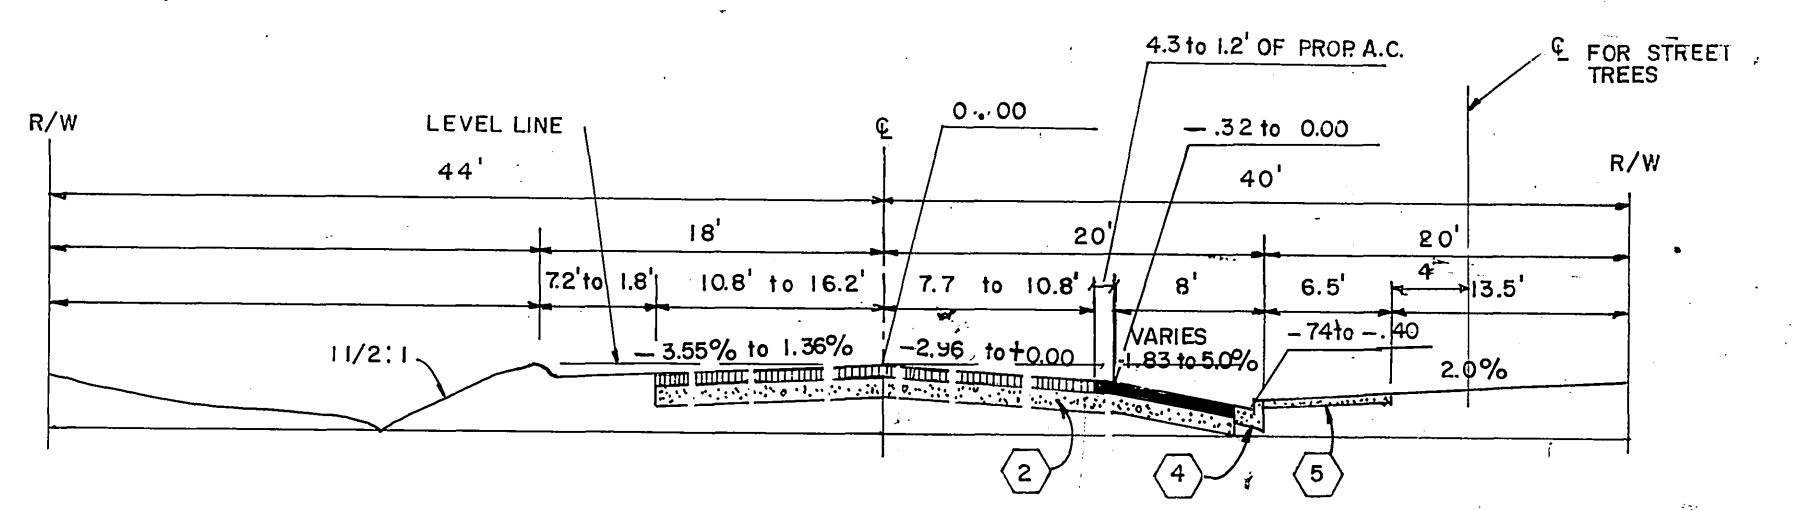 4.3 to 1.2' OF PROP. A.C.
℄ FOR STREET
TREES
R/W
LEVEL LINE
℄
0.00
-.32 to 0.00
R/W
44'
40'
18'
20'
20'
4'
7.2' to 1.8'
10.8' to 16.2'
7.7 to 10.8'
8'
6.5'
13.5'
VARIES
-1.83 to 5.0%
-74 to -.40
1 1/2:1
-3.55% to 1.36%
-2.96 to +0.00
2.0%
2
4
5